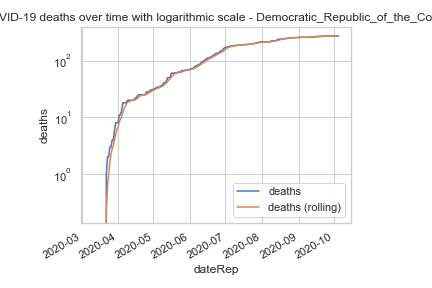 VID-19 deaths over time with logarithmic scale - Democratic_Republic_of_the_Co
10²
10¹
10⁰
deaths
deaths
deaths (rolling)
2020-03
2020-04
2020-05
2020-06
2020-07
2020-08
2020-09
2020-10
dateRep